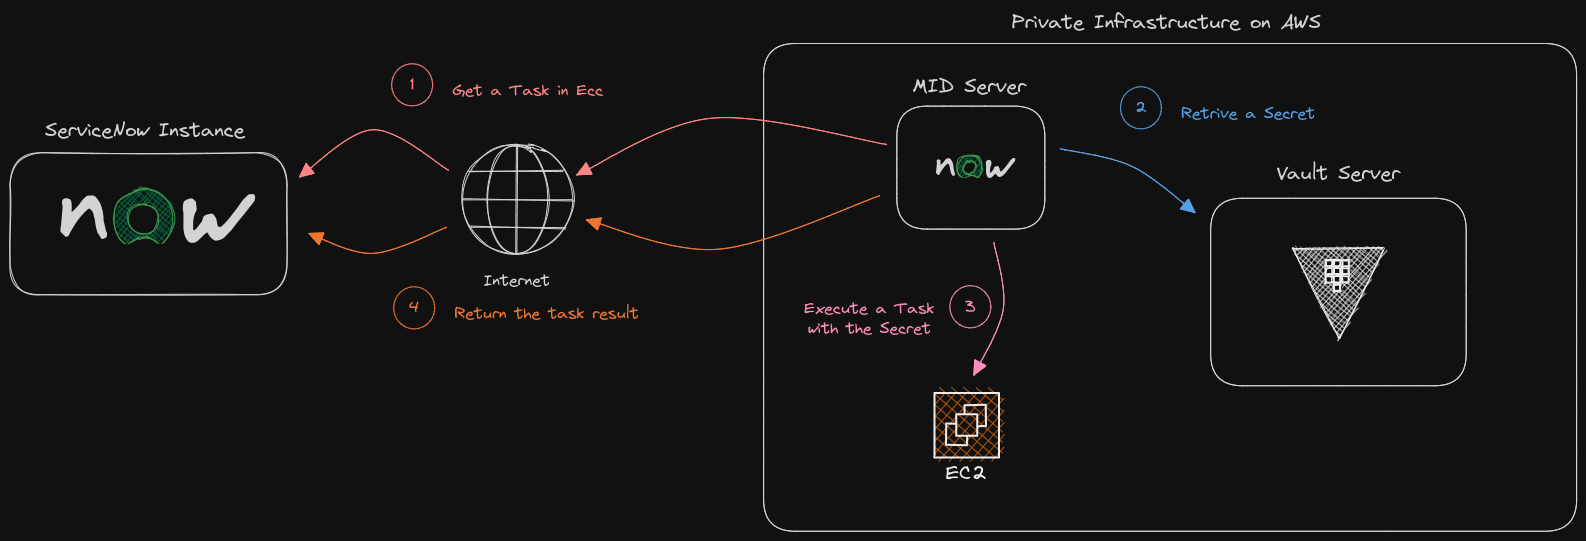 Private Infrastructure on AWS
1
Get a Task in Ecc
MID Server
2
Retrive a Secret
ServiceNow Instance
now
now
Vault Server
Internet
4
Return the task result
Execute a Task
with the Secret
3
EC2